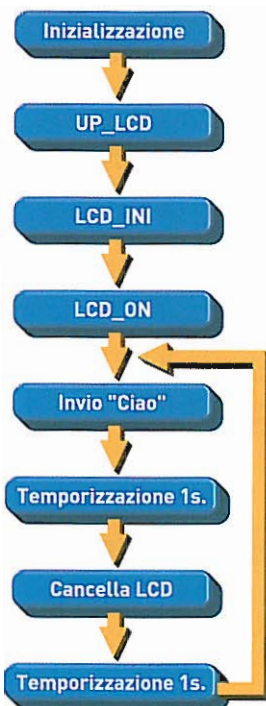 Inizializzazione
UP_LCD
LCD_INI
LCD_ON
Invio "Ciao"
Temporizzazione 1s.
Cancella LCD
Temporizzazione 1s.